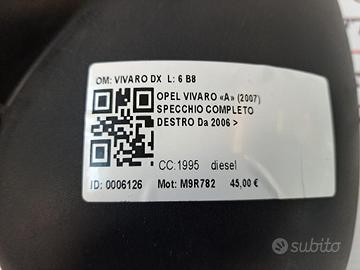 OM: VIVARO DX L: 6 B8
OPEL VIVARO «A» (2007)
SPECCHIO COMPLETO
DESTRO Da 2006 >
CC.1995 diesel
ID: 0006126 Mot: M9R782 45,00 €
subito